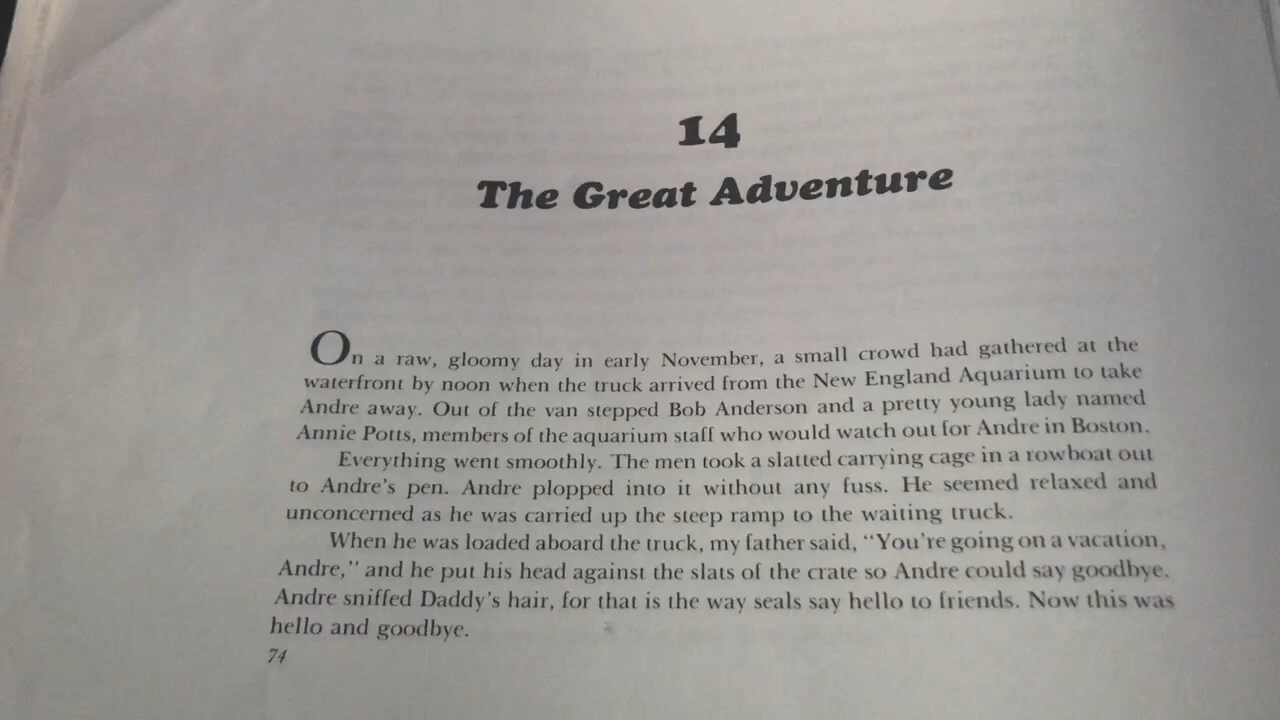 14
The Great Adventure
On a raw, gloomy day in early November, a small crowd had gathered at the
waterfront by noon when the truck arrived from the New England Aquarium to take
Andre away. Out of the van stepped Bob Anderson and a pretty young lady named
Annie Potts, members of the aquarium staff who would watch out for Andre in Boston.
Everything went smoothly. The men took a slatted carrying cage in a rowboat out
to Andre's pen. Andre plopped into it without any fuss. He seemed relaxed and
unconcerned as he was carried up the steep ramp to the waiting truck.
When he was loaded aboard the truck, my father said, "You're going on a vacation,
Andre," and he put his head against the slats of the crate so Andre could say goodbye.
Andre sniffed Daddy's hair, for that is the way seals say hello to friends. Now this was
hello and goodbye.
74